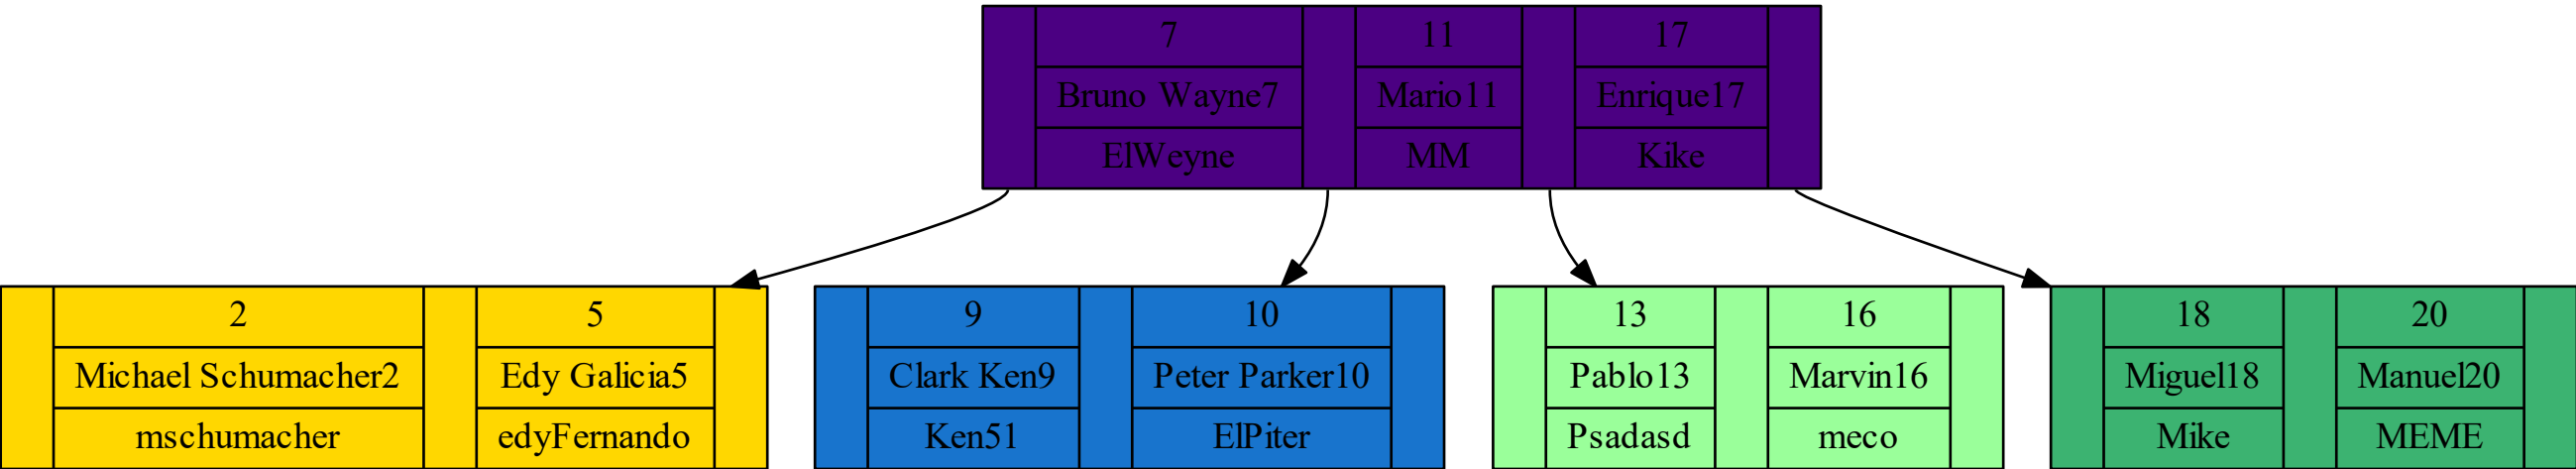 7 11 17
Bruno Wayne7 Mario11 Enrique17
ElWeyne MM Kike
2 5 9 10 13 16 18 20
Michael Schumacher2 Edy Galicia5 Clark Ken9 Peter Parker10 Pablo13 Marvin16 Miguel18 Manuel20
mschumacher edyFernando Ken51 ElPiter Psadasd meco Mike MEME